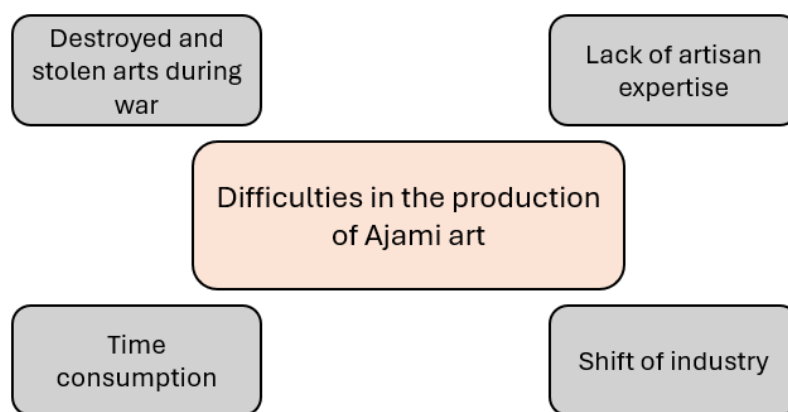 Destroyed and
stolen arts during
war
Lack of artisan
expertise
Difficulties in the production
of Ajami art
Time
consumption
Shift of industry